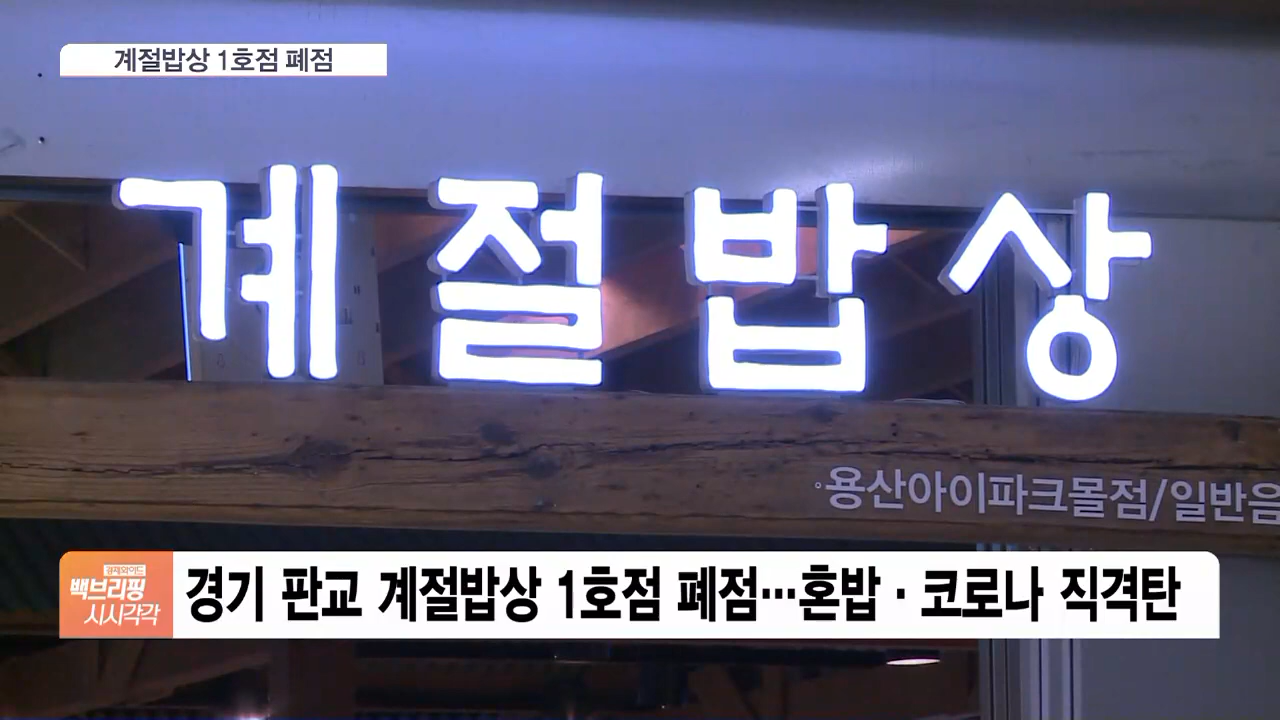 계절밥상 1호점 폐점
계절밥상
용산아이파크몰점/일반음
경제와이드
백브리핑
시시각각
경기 판교 계절밥상 1호점 폐점…혼밥·코로나 직격탄